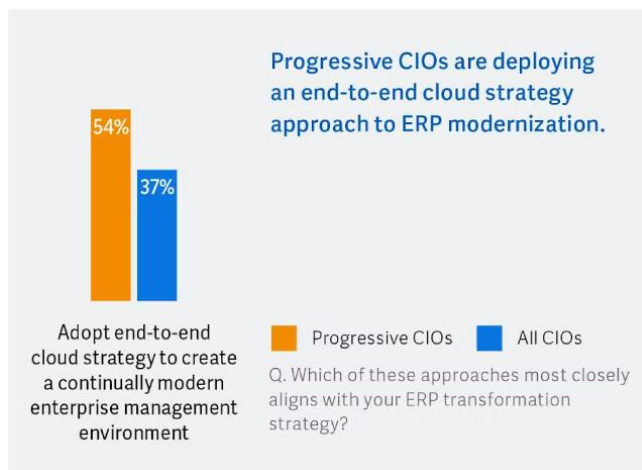 Progressive CIOs are deploying
an end-to-end cloud strategy
approach to ERP modernization.
54%
37%
Adopt end-to-end
cloud strategy to create
a continually modern
enterprise management
environment
Progressive CIOs
All CIOs
Q. Which of these approaches most closely
aligns with your ERP transformation
strategy?